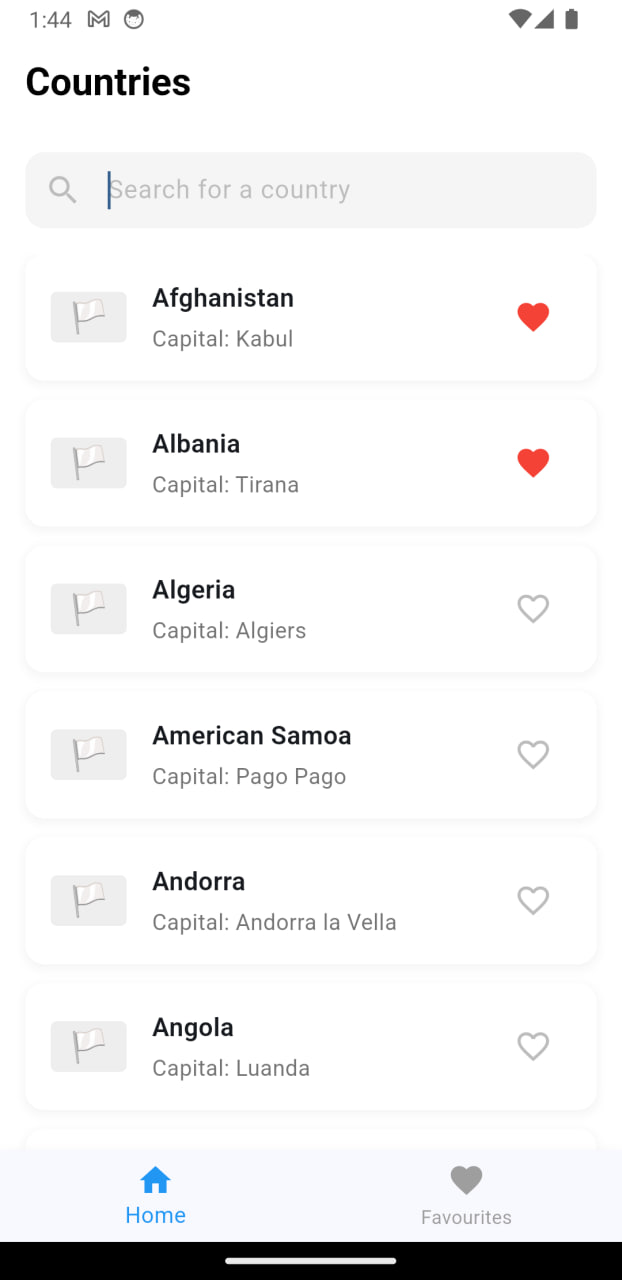 1:44
Countries
Search for a country
Afghanistan
Capital: Kabul
Albania
Capital: Tirana
Algeria
Capital: Algiers
American Samoa
Capital: Pago Pago
Andorra
Capital: Andorra la Vella
Angola
Capital: Luanda
Home
Favourites